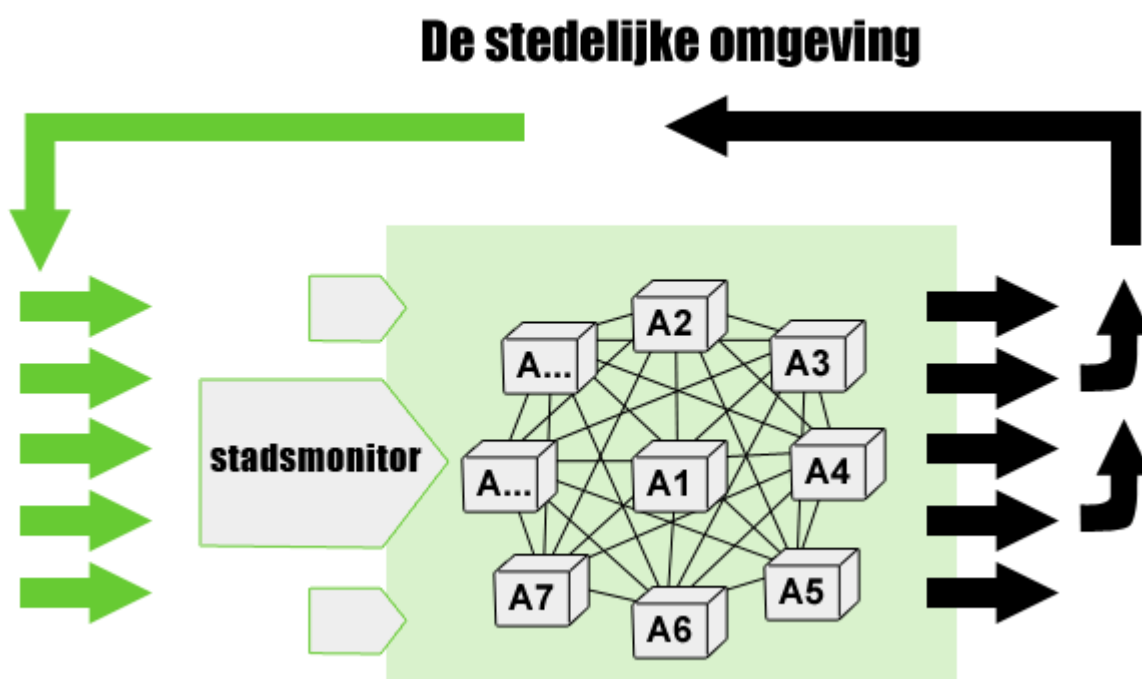 De stedelijke omgeving
A2
A...
A3
stadsmonitor
A...
A1
A4
A7
A6
A5